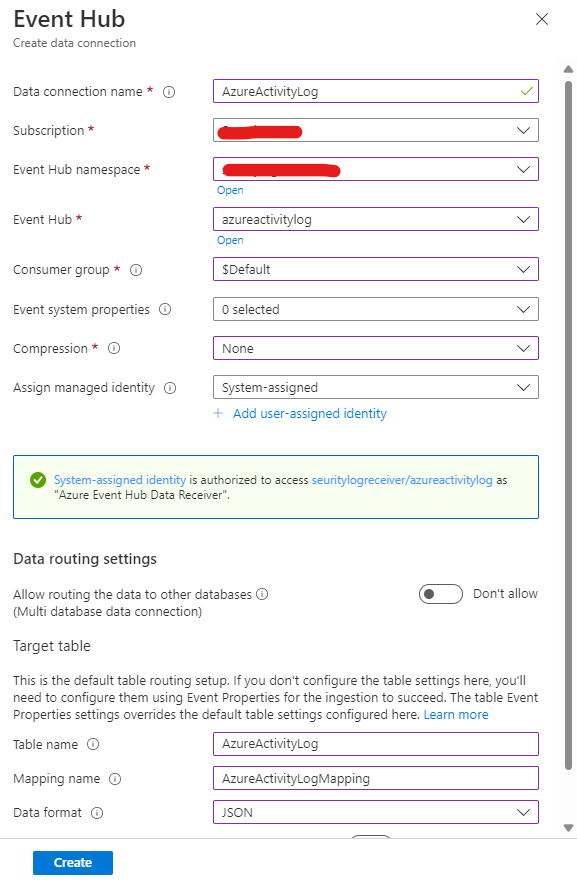 Event Hub
Create data connection
Data connection name *
AzureActivityLog
Subscription *
Event Hub namespace *
Open
Event Hub *
azureactivitylog
Open
Consumer group *
$Default
Event system properties
0 selected
Compression *
None
Assign managed identity
System-assigned
+ Add user-assigned identity
System-assigned identity is authorized to access seuritylogreceiver/azureactivitylog as
"Azure Event Hub Data Receiver".
Data routing settings
Allow routing the data to other databases
(Multi database data connection)
Don't allow
Target table
This is the default table routing setup. If you don't configure the table settings here, you'll
need to configure them using Event Properties for the ingestion to succeed. The table Event
Properties settings overrides the default table settings configured here. Learn more
Table name
AzureActivityLog
Mapping name
AzureActivityLogMapping
Data format
JSON
Create